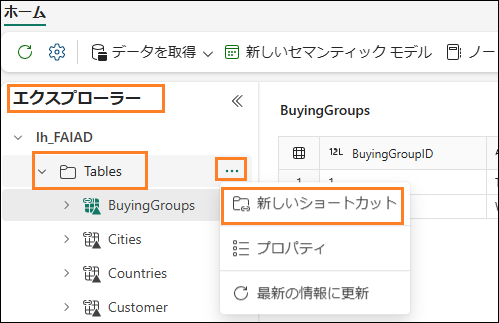 ホーム
データを取得 新しいセマンティック モデル ノー
エクスプローラー
BuyingGroups
lh_FAIAD
12L BuyingGroupID
Tables ...
1 1
BuyingGroups
新しいショートカット
Cities
プロパティ
Countries
最新の情報に更新
Customer